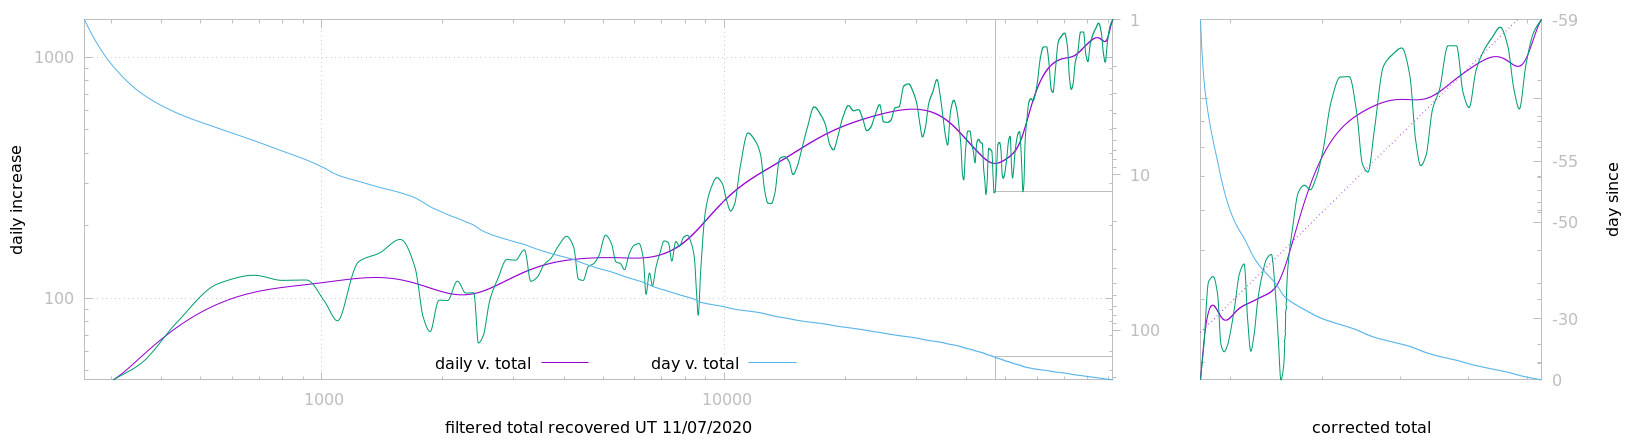 1000
100
daily increase
daily v. total
day v. total
1000
10000
filtered total recovered UT 11/07/2020
1
10
100
-59
-55
-50
-30
0
day since
corrected total